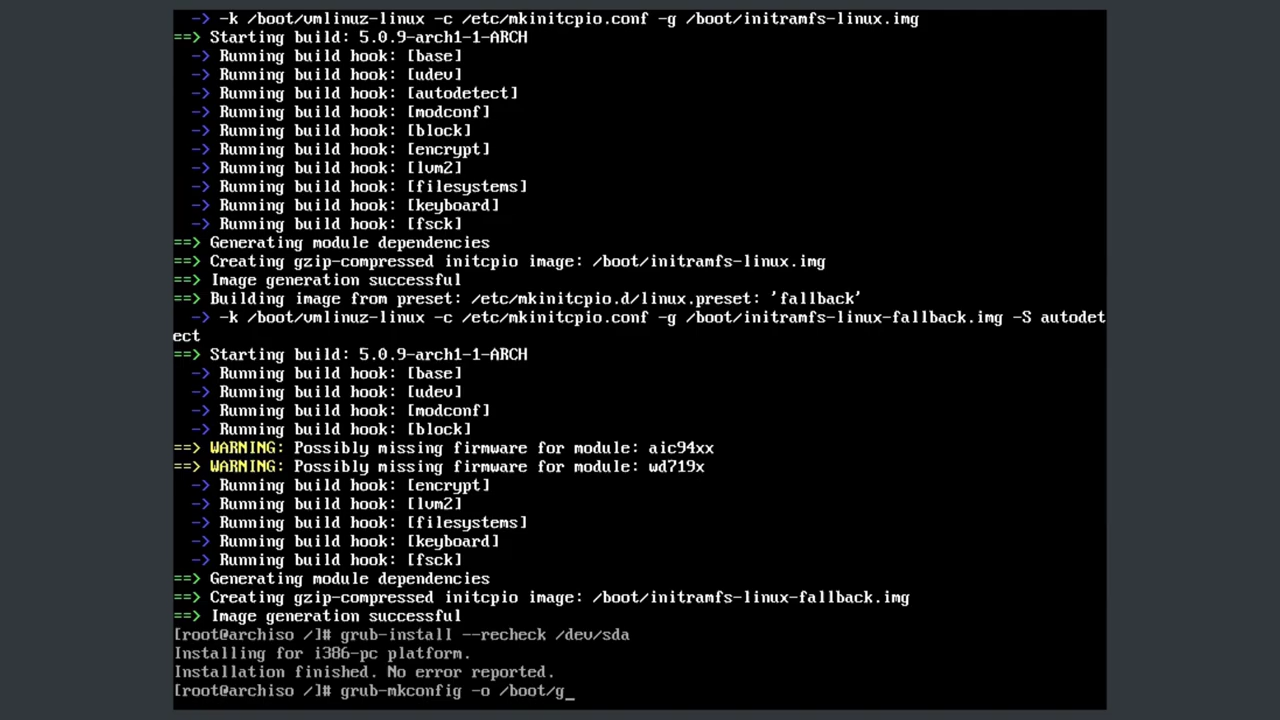 -> -k /boot/vmlinuz-linux -c /etc/mkinitcpio.conf -g /boot/initramfs-linux.img
==> Starting build: 5.0.9-arch1-1-ARCH
-> Running build hook: [base]
-> Running build hook: [udev]
-> Running build hook: [autodetect]
-> Running build hook: [modconf]
-> Running build hook: [block]
-> Running build hook: [encrypt]
-> Running build hook: [lvm2]
-> Running build hook: [filesystems]
-> Running build hook: [keyboard]
-> Running build hook: [fsck]
==> Generating module dependencies
==> Creating gzip-compressed initcpio image: /boot/initramfs-linux.img
==> Image generation successful
==> Building image from preset: /etc/mkinitcpio.d/linux.preset: 'fallback'
-> -k /boot/vmlinuz-linux -c /etc/mkinitcpio.conf -g /boot/initramfs-linux-fallback.img -S autodet
ect
==> Starting build: 5.0.9-arch1-1-ARCH
-> Running build hook: [base]
-> Running build hook: [udev]
-> Running build hook: [modconf]
-> Running build hook: [block]
==> WARNING: Possibly missing firmware for module: aic94xx
==> WARNING: Possibly missing firmware for module: wd719x
-> Running build hook: [encrypt]
-> Running build hook: [lvm2]
-> Running build hook: [filesystems]
-> Running build hook: [keyboard]
-> Running build hook: [fsck]
==> Generating module dependencies
==> Creating gzip-compressed initcpio image: /boot/initramfs-linux-fallback.img
==> Image generation successful
[root@archiso /]# grub-install --recheck /dev/sda
Installing for i386-pc platform.
Installation finished. No error reported.
[root@archiso /]# grub-mkconfig -o /boot/g_